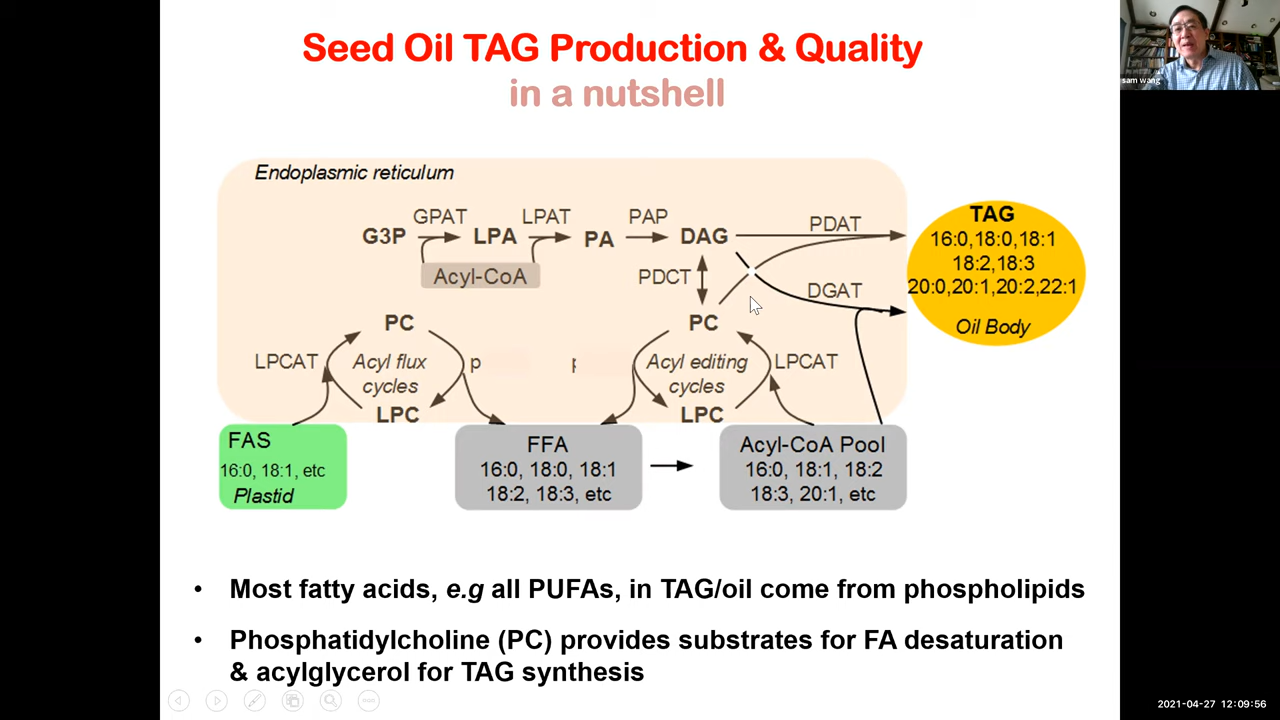 Seed Oil TAG Production & Quality
in a nutshell
sam wang
Endoplasmic reticulum
GPAT LPAT PAP PDAT
G3P LPA PA DAG
Acyl-CoA
PDCT
DGAT
TAG
16:0,18:0,18:1
18:2,18:3
20:0,20:1,20:2,22:1
Oil Body
PC PC
LPCAT Acyl flux p p Acyl editing LPCAT
cycles cycles
LPC LPC
FAS
16:0, 18:1, etc
Plastid
FFA
16:0, 18:0, 18:1
18:2, 18:3, etc
Acyl-CoA Pool
16:0, 18:1, 18:2
18:3, 20:1, etc
• Most fatty acids, e.g all PUFAs, in TAG/oil come from phospholipids
• Phosphatidylcholine (PC) provides substrates for FA desaturation
& acylglycerol for TAG synthesis
2021-04-27 12:09:56